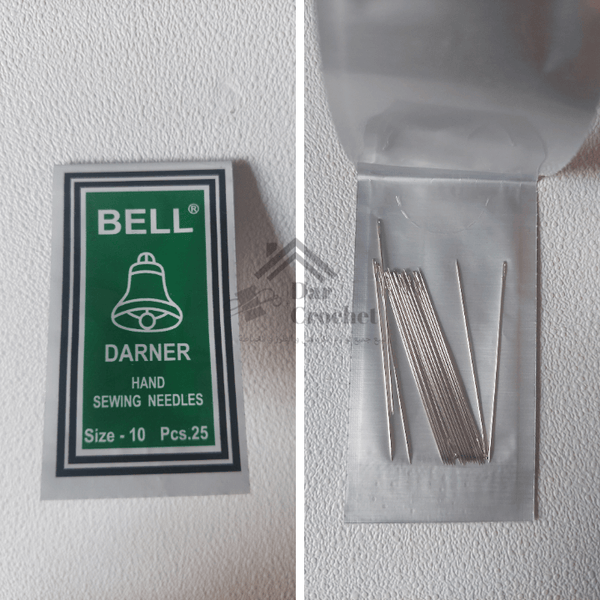 BELL®
DARNER
HAND
SEWING NEEDLES
Size - 10 Pcs.25
Dar
Crochet